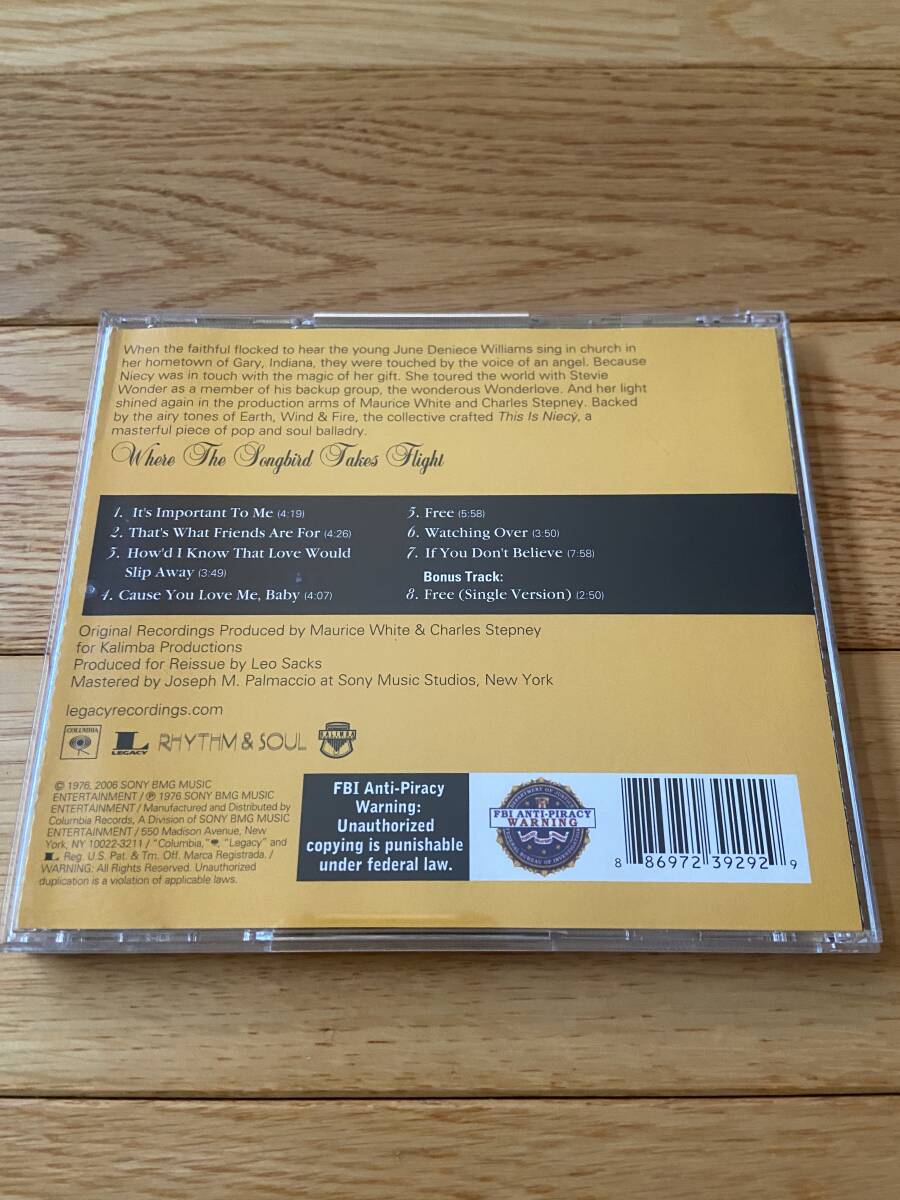 When the faithful flocked to hear the young June Deniece Williams sing in church in
her hometown of Gary, Indiana, they were touched by the voice of an angel. Because
Niecy was in touch with the magic of her gift. She toured the world with Stevie
Wonder as a member of his backup group, the wonderous Wonderlove. And her light
shined again in the production arms of Maurice White and Charles Stepney. Backed
by the airy tones of Earth, Wind & Fire, the collective crafted This Is Niecy, a
masterful piece of pop and soul balladry.
Where The Songbird Takes Flight
1. It's Important To Me (4:19)
2. That's What Friends Are For (4:26)
3. How'd I Know That Love Would
Slip Away (3:49)
4. Cause You Love Me, Baby (4:07)
5. Free (5:58)
6. Watching Over (3:50)
7. If You Don't Believe (7:58)
Bonus Track:
8. Free (Single Version) (2:50)
Original Recordings Produced by Maurice White & Charles Stepney
for Kalimba Productions
Produced for Reissue by Leo Sacks
Mastered by Joseph M. Palmaccio at Sony Music Studios, New York
legacyrecordings.com
COLUMBIA
LEGACY
RHYTHM & SOUL
KALIMBA
© 1976, 2006 SONY BMG MUSIC
ENTERTAINMENT / ℗ 1976 SONY BMG MUSIC
ENTERTAINMENT / Manufactured and Distributed by
Columbia Records, A Division of SONY BMG MUSIC
ENTERTAINMENT / 550 Madison Avenue, New
York, NY 10022-3211 / "Columbia," "Legacy" and
L Reg. U.S. Pat. & Tm. Off. Marca Registrada. /
WARNING: All Rights Reserved. Unauthorized
duplication is a violation of applicable laws.
FBI Anti-Piracy
Warning:
Unauthorized
copying is punishable
under federal law.
DEPARTMENT OF JUSTICE
FBI ANTI-PIRACY
WARNING
FEDERAL BUREAU OF INVESTIGATION
8 86972 39292 9